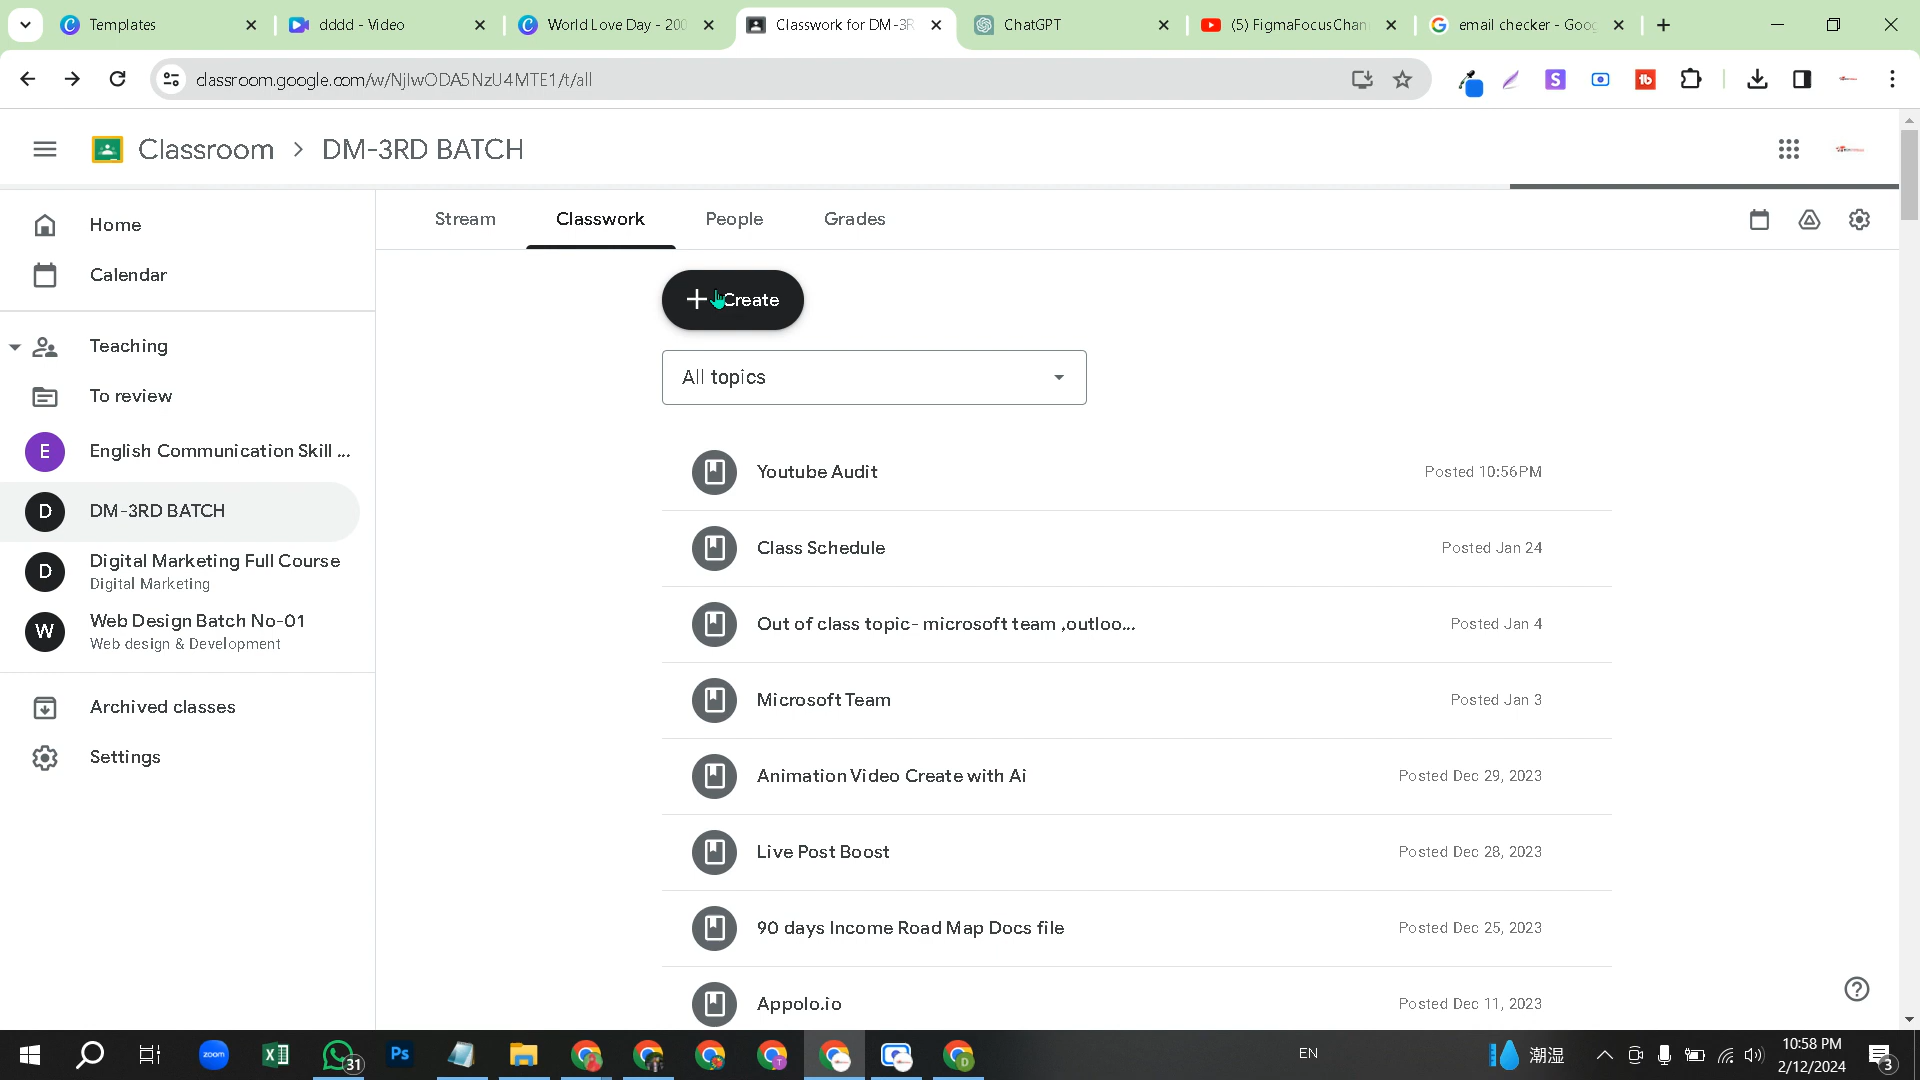 Templates
dddd - Video
World Love Day - 200
Classwork for DM-3R
ChatGPT
(5) FigmaFocusChan
email checker - Goog
classroom.google.com/w/NjIwODA5NzU4MTE1/t/all
Classroom > DM-3RD BATCH
Stream
Classwork
People
Grades
Home
Calendar
Teaching
To review
E English Communication Skill ...
D DM-3RD BATCH
D Digital Marketing Full Course
Digital Marketing
W Web Design Batch No-01
Web design & Development
Archived classes
Settings
Create
All topics
Youtube Audit Posted 10:56PM
Class Schedule Posted Jan 24
Out of class topic- microsoft team ,outloo... Posted Jan 4
Microsoft Team Posted Jan 3
Animation Video Create with Ai Posted Dec 29, 2023
Live Post Boost Posted Dec 28, 2023
90 days Income Road Map Docs file Posted Dec 25, 2023
Appolo.io Posted Dec 11, 2023
zoom
31
Ps
EN
潮湿
10:58 PM
2/12/2024
3